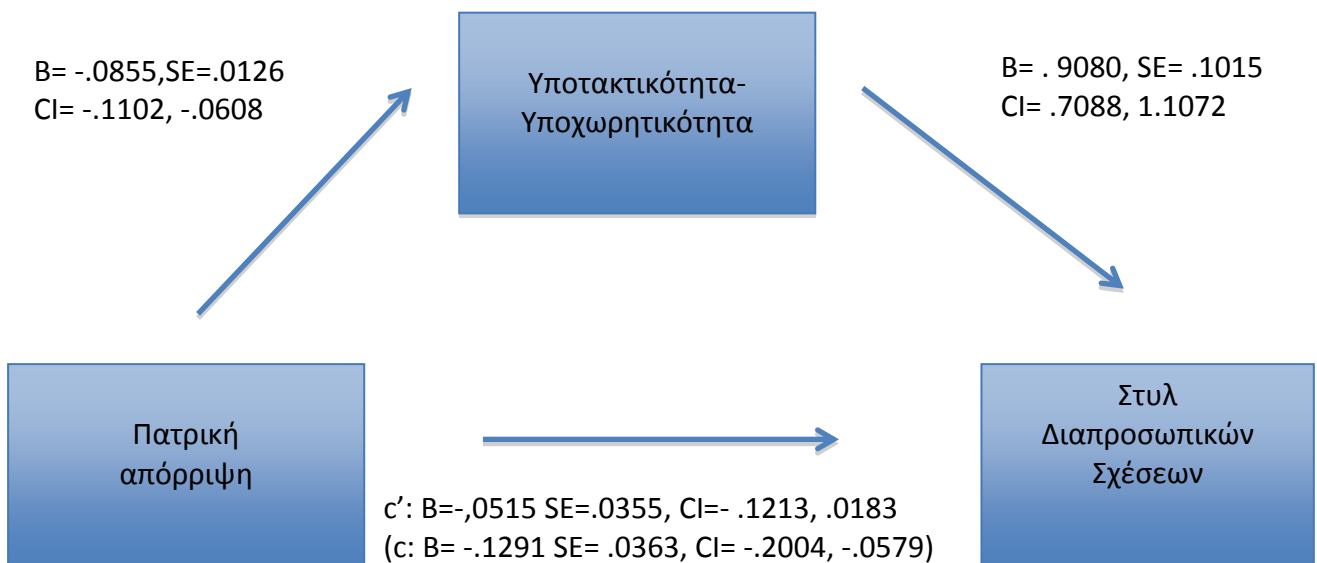 B= -.0855,SE=.0126
CI= -.1102, -.0608
Υποτακτικότητα-
Υποχωρητικότητα
B= . 9080, SE= .1015
CI= .7088, 1.1072
Πατρική
απόρριψη
Στυλ
Διαπροσωπικών
Σχέσεων
c’: B=-,0515 SE=.0355, CI=- .1213, .0183
(c: B= -.1291 SE= .0363, CI= -.2004, -.0579)